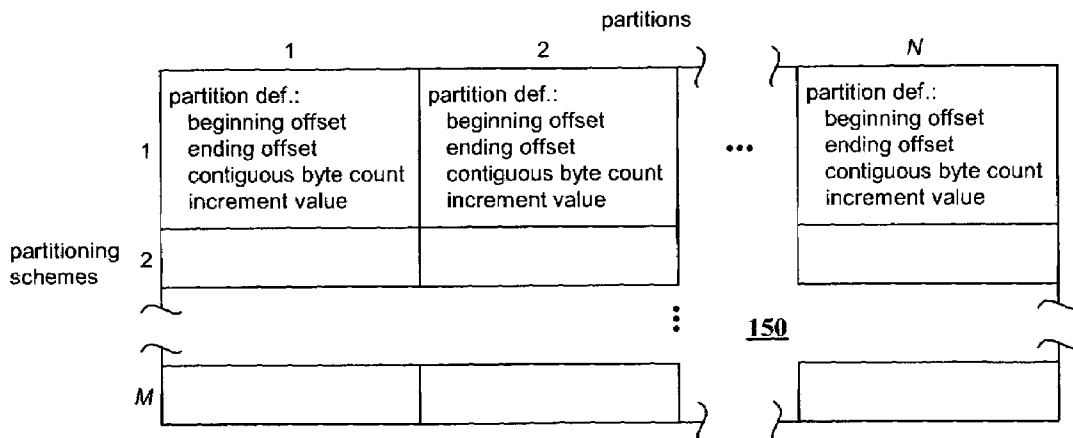 partitions
1 2 N
partition def.: partition def.: partition def.:
beginning offset beginning offset beginning offset
ending offset ending offset ending offset
contiguous byte count contiguous byte count contiguous byte count
increment value increment value increment value
1
...
partitioning
schemes
2
150
M